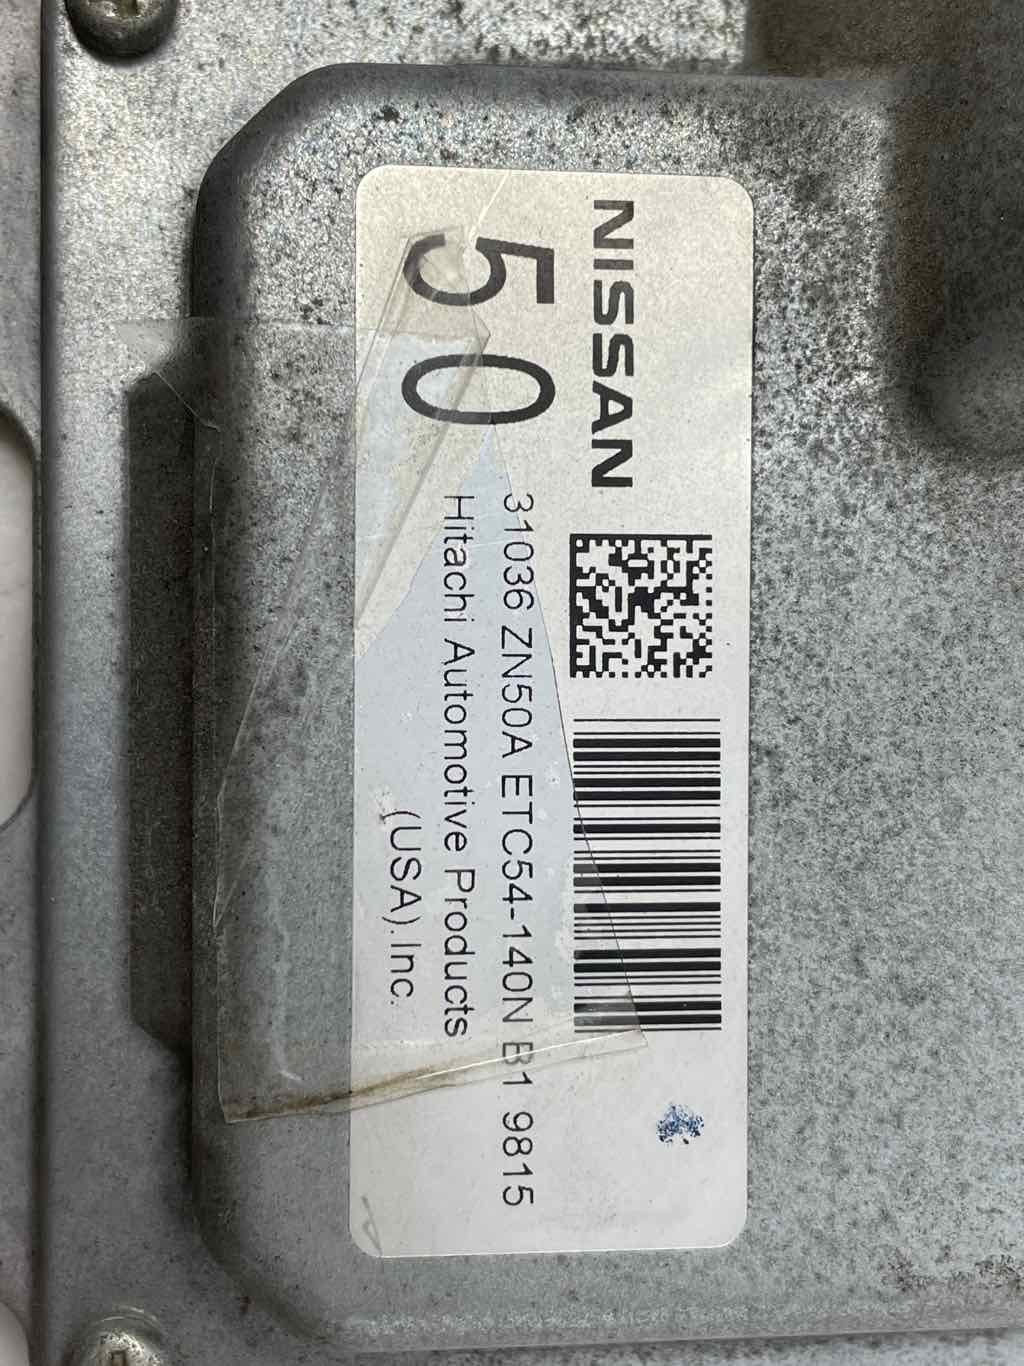 NISSAN
50
31036 ZN50A ETC54-140N B1 9815
Hitachi Automotive Products
(USA).Inc.